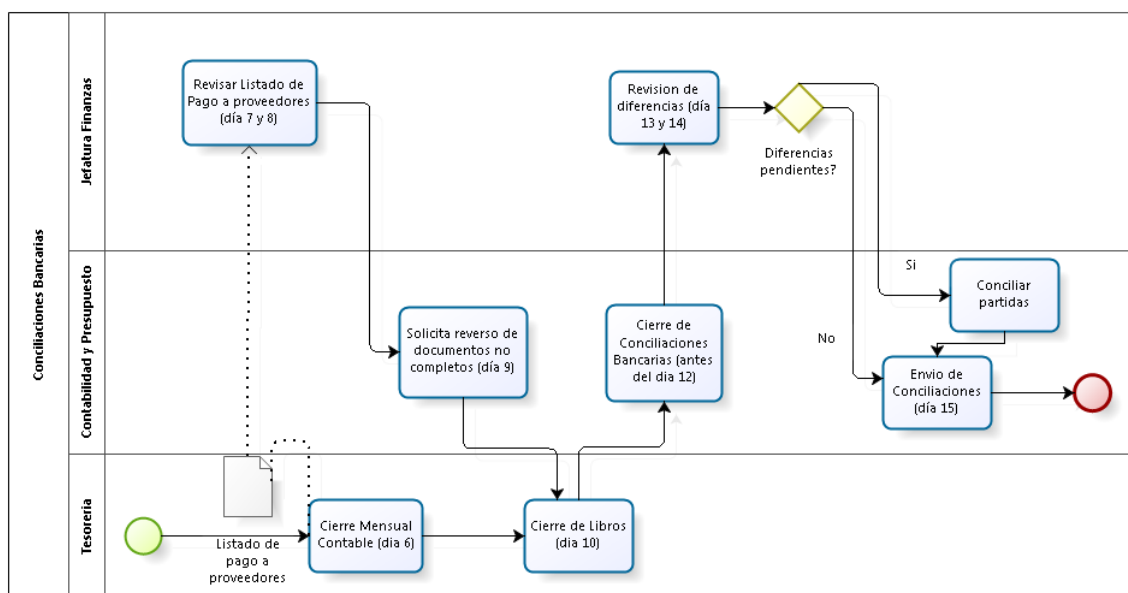 Conciliaciones Bancarias
Jefatura Finanzas
Revisar Listado de
Pago a proveedores
(día 7 y 8)
Revision de
diferencias (día
13 y 14)
Diferencias
pendientes?
Contabilidad y Presupuesto
Solicita reverso de
documentos no
completos (día 9)
Cierre de
Conciliaciones
Bancarias (antes
del dia 12)
Si
No
Conciliar
partidas
Envio de
Conciliaciones
(día 15)
Tesoreria
Listado de
pago a
proveedores
Cierre Mensual
Contable (dia 6)
Cierre de Libros
(dia 10)